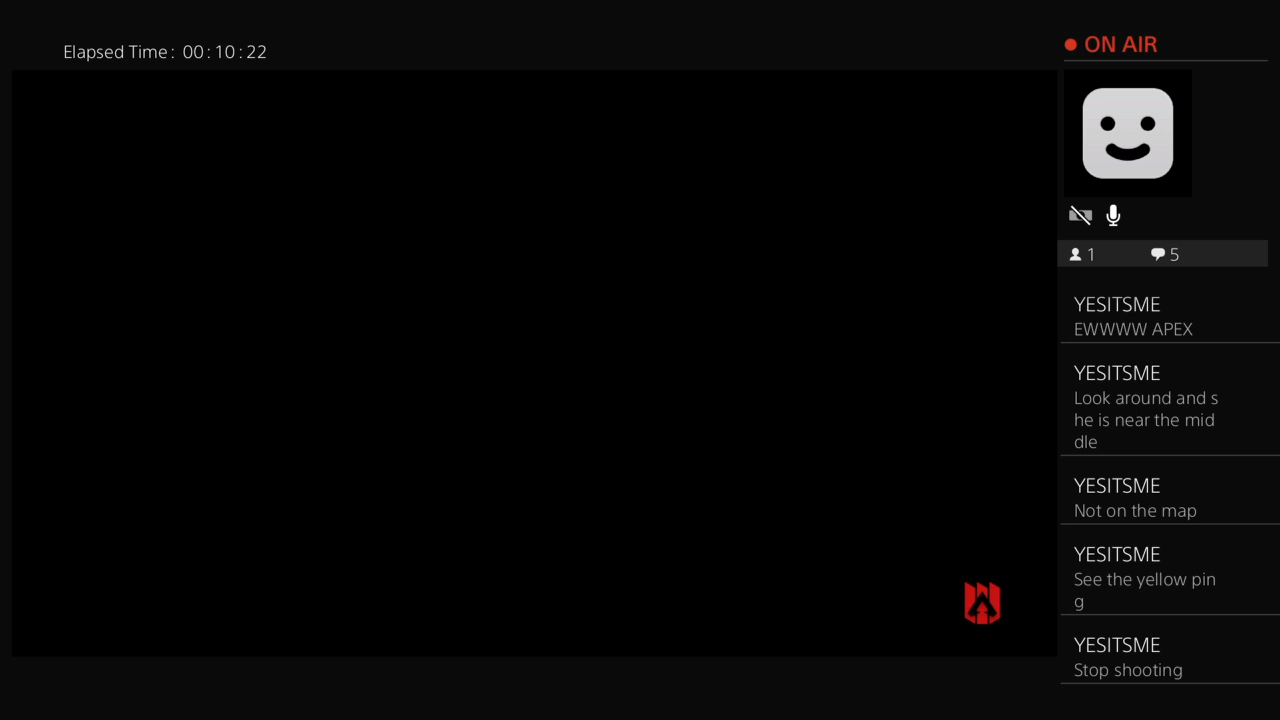 Elapsed Time: 00:10:22
ON AIR
1
5
YESITSME
EWWWW APEX
YESITSME
Look around and s
he is near the mid
dle
YESITSME
Not on the map
YESITSME
See the yellow pin
g
YESITSME
Stop shooting